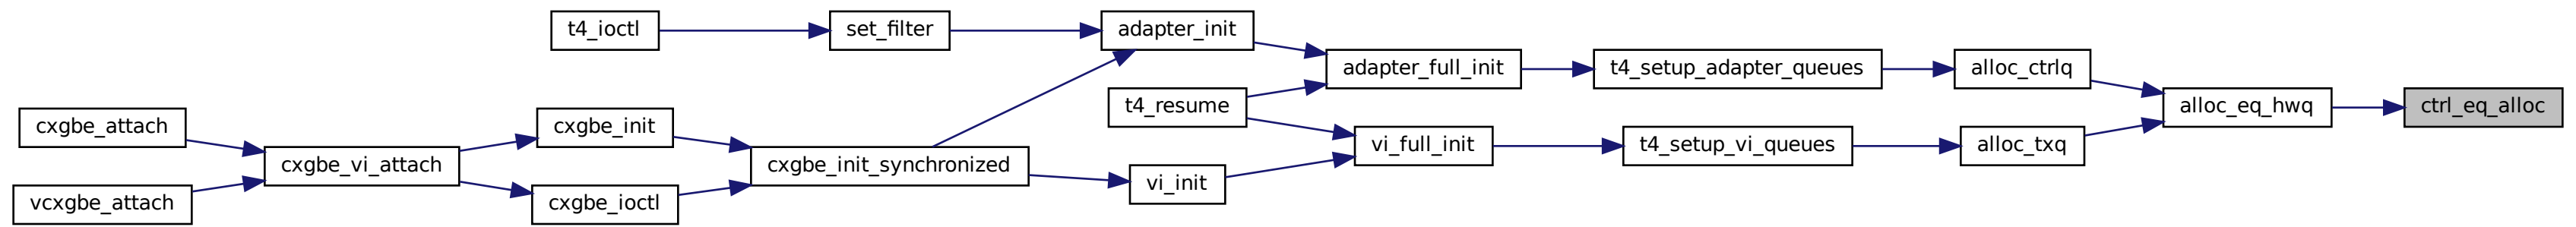 t4_ioctl
set_filter
adapter_init
adapter_full_init
t4_setup_adapter_queues
alloc_ctrlq
t4_resume
alloc_eq_hwq
ctrl_eq_alloc
cxgbe_attach
cxgbe_init
cxgbe_vi_attach
cxgbe_init_synchronized
vi_full_init
t4_setup_vi_queues
alloc_txq
vi_init
vcxgbe_attach
cxgbe_ioctl